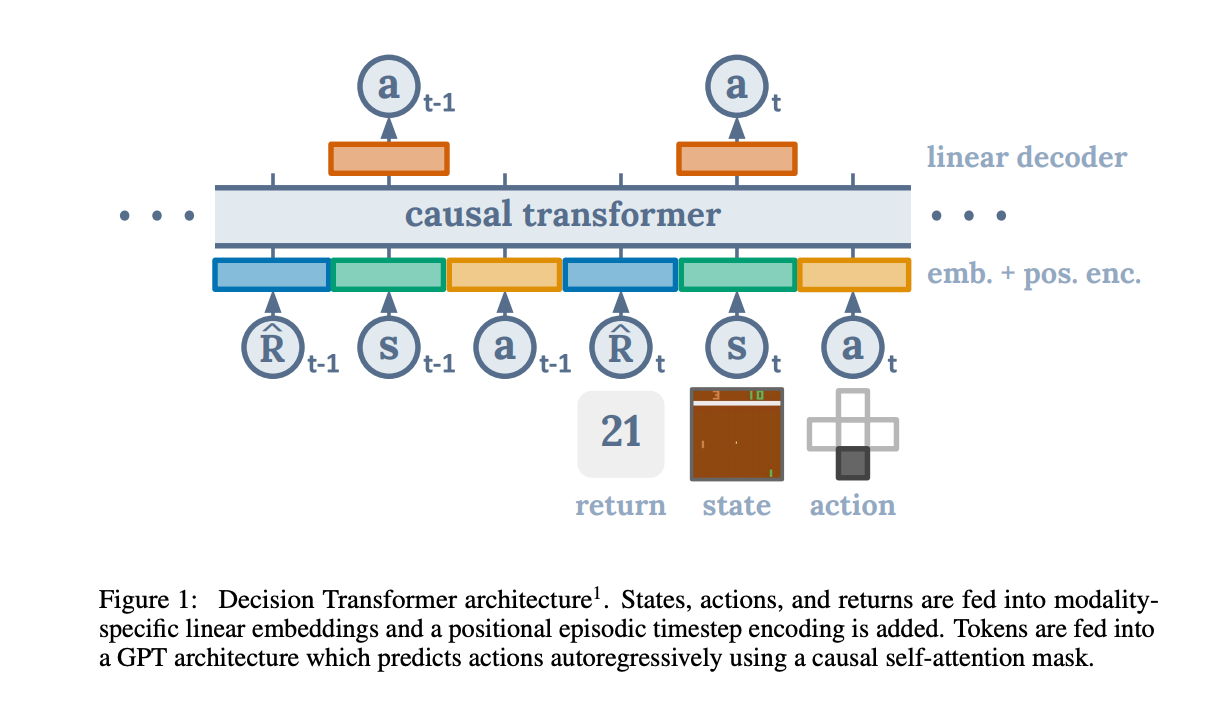 a t-1 a t
linear decoder
causal transformer
emb. + pos. enc.
R̂ t-1 s t-1 a t-1 R̂ t s t a t
3 10
21
return state action
Figure 1: Decision Transformer architecture¹. States, actions, and returns are fed into modality-
specific linear embeddings and a positional episodic timestep encoding is added. Tokens are fed into
a GPT architecture which predicts actions autoregressively using a causal self-attention mask.